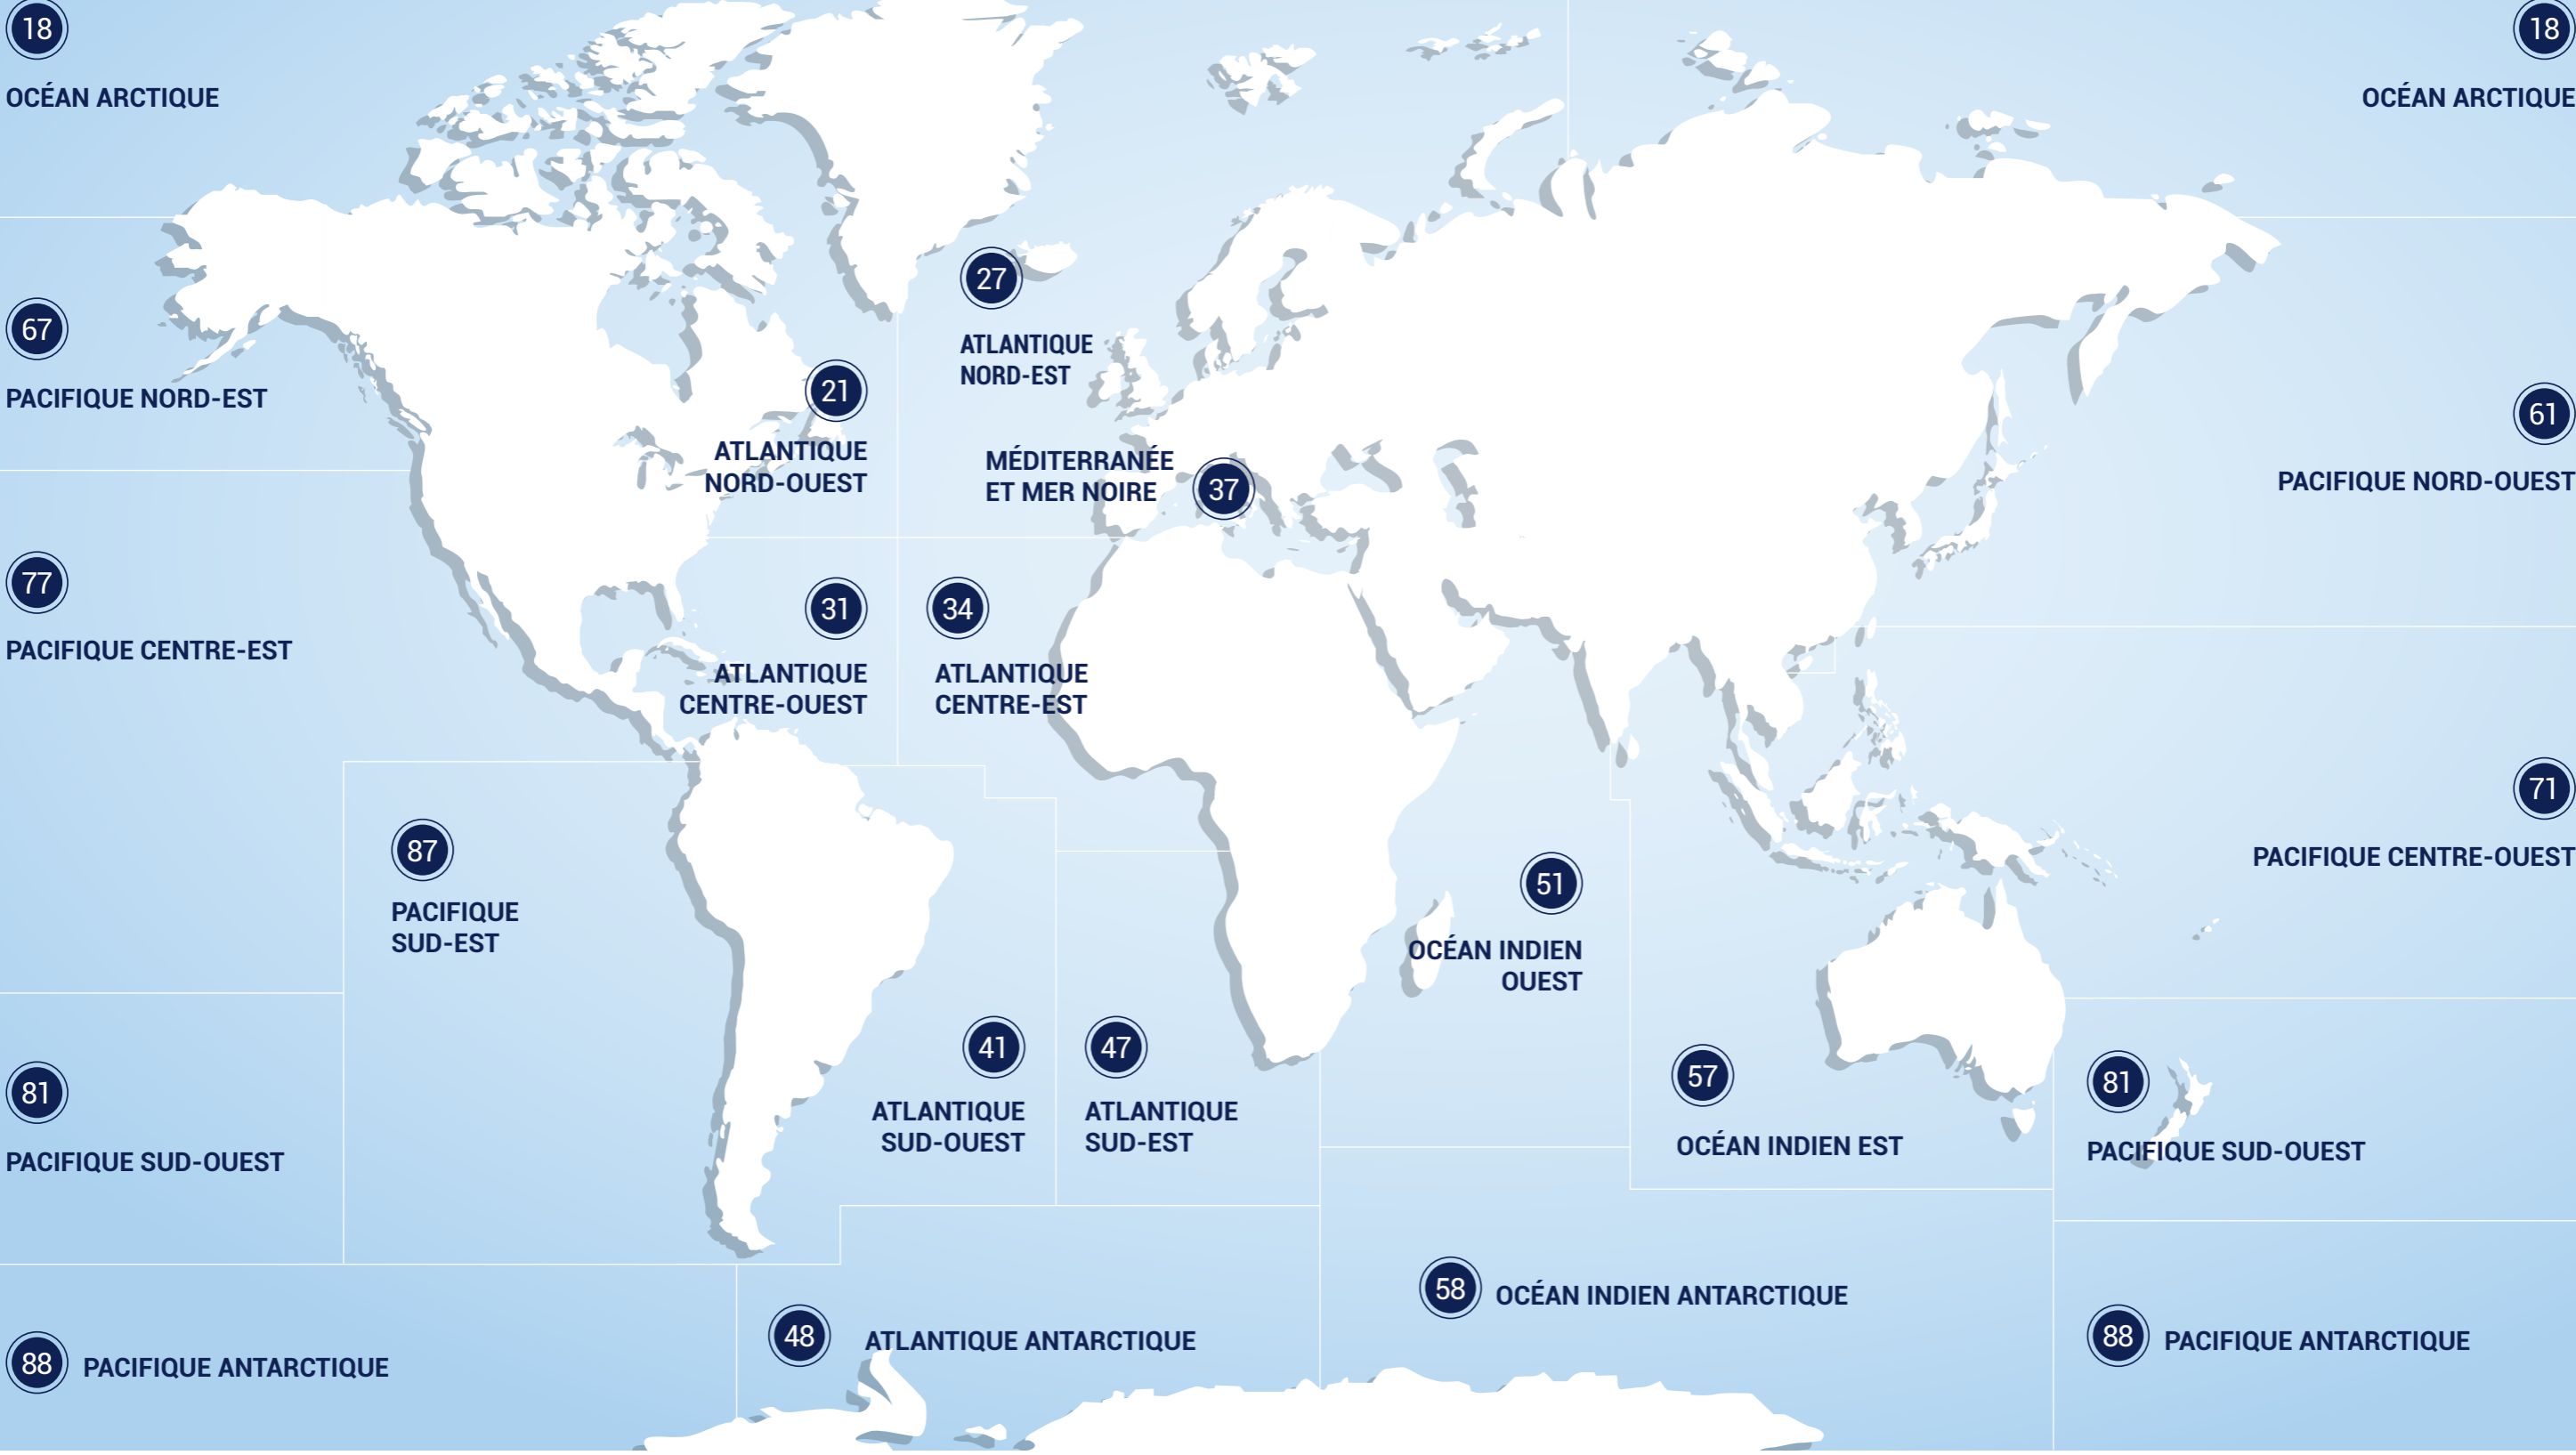 18
OCÉAN ARCTIQUE
18
OCÉAN ARCTIQUE
27
ATLANTIQUE
NORD-EST
67
PACIFIQUE NORD-EST
21
ATLANTIQUE
NORD-OUEST
MÉDITERRANÉE
ET MER NOIRE
37
61
PACIFIQUE NORD-OUEST
77
PACIFIQUE CENTRE-EST
31
ATLANTIQUE
CENTRE-OUEST
34
ATLANTIQUE
CENTRE-EST
71
PACIFIQUE CENTRE-OUEST
87
PACIFIQUE
SUD-EST
51
OCÉAN INDIEN
OUEST
41
ATLANTIQUE
SUD-OUEST
47
ATLANTIQUE
SUD-EST
57
OCÉAN INDIEN EST
81
PACIFIQUE SUD-OUEST
81
PACIFIQUE SUD-OUEST
58
OCÉAN INDIEN ANTARCTIQUE
48
ATLANTIQUE ANTARCTIQUE
88
PACIFIQUE ANTARCTIQUE
88
PACIFIQUE ANTARCTIQUE